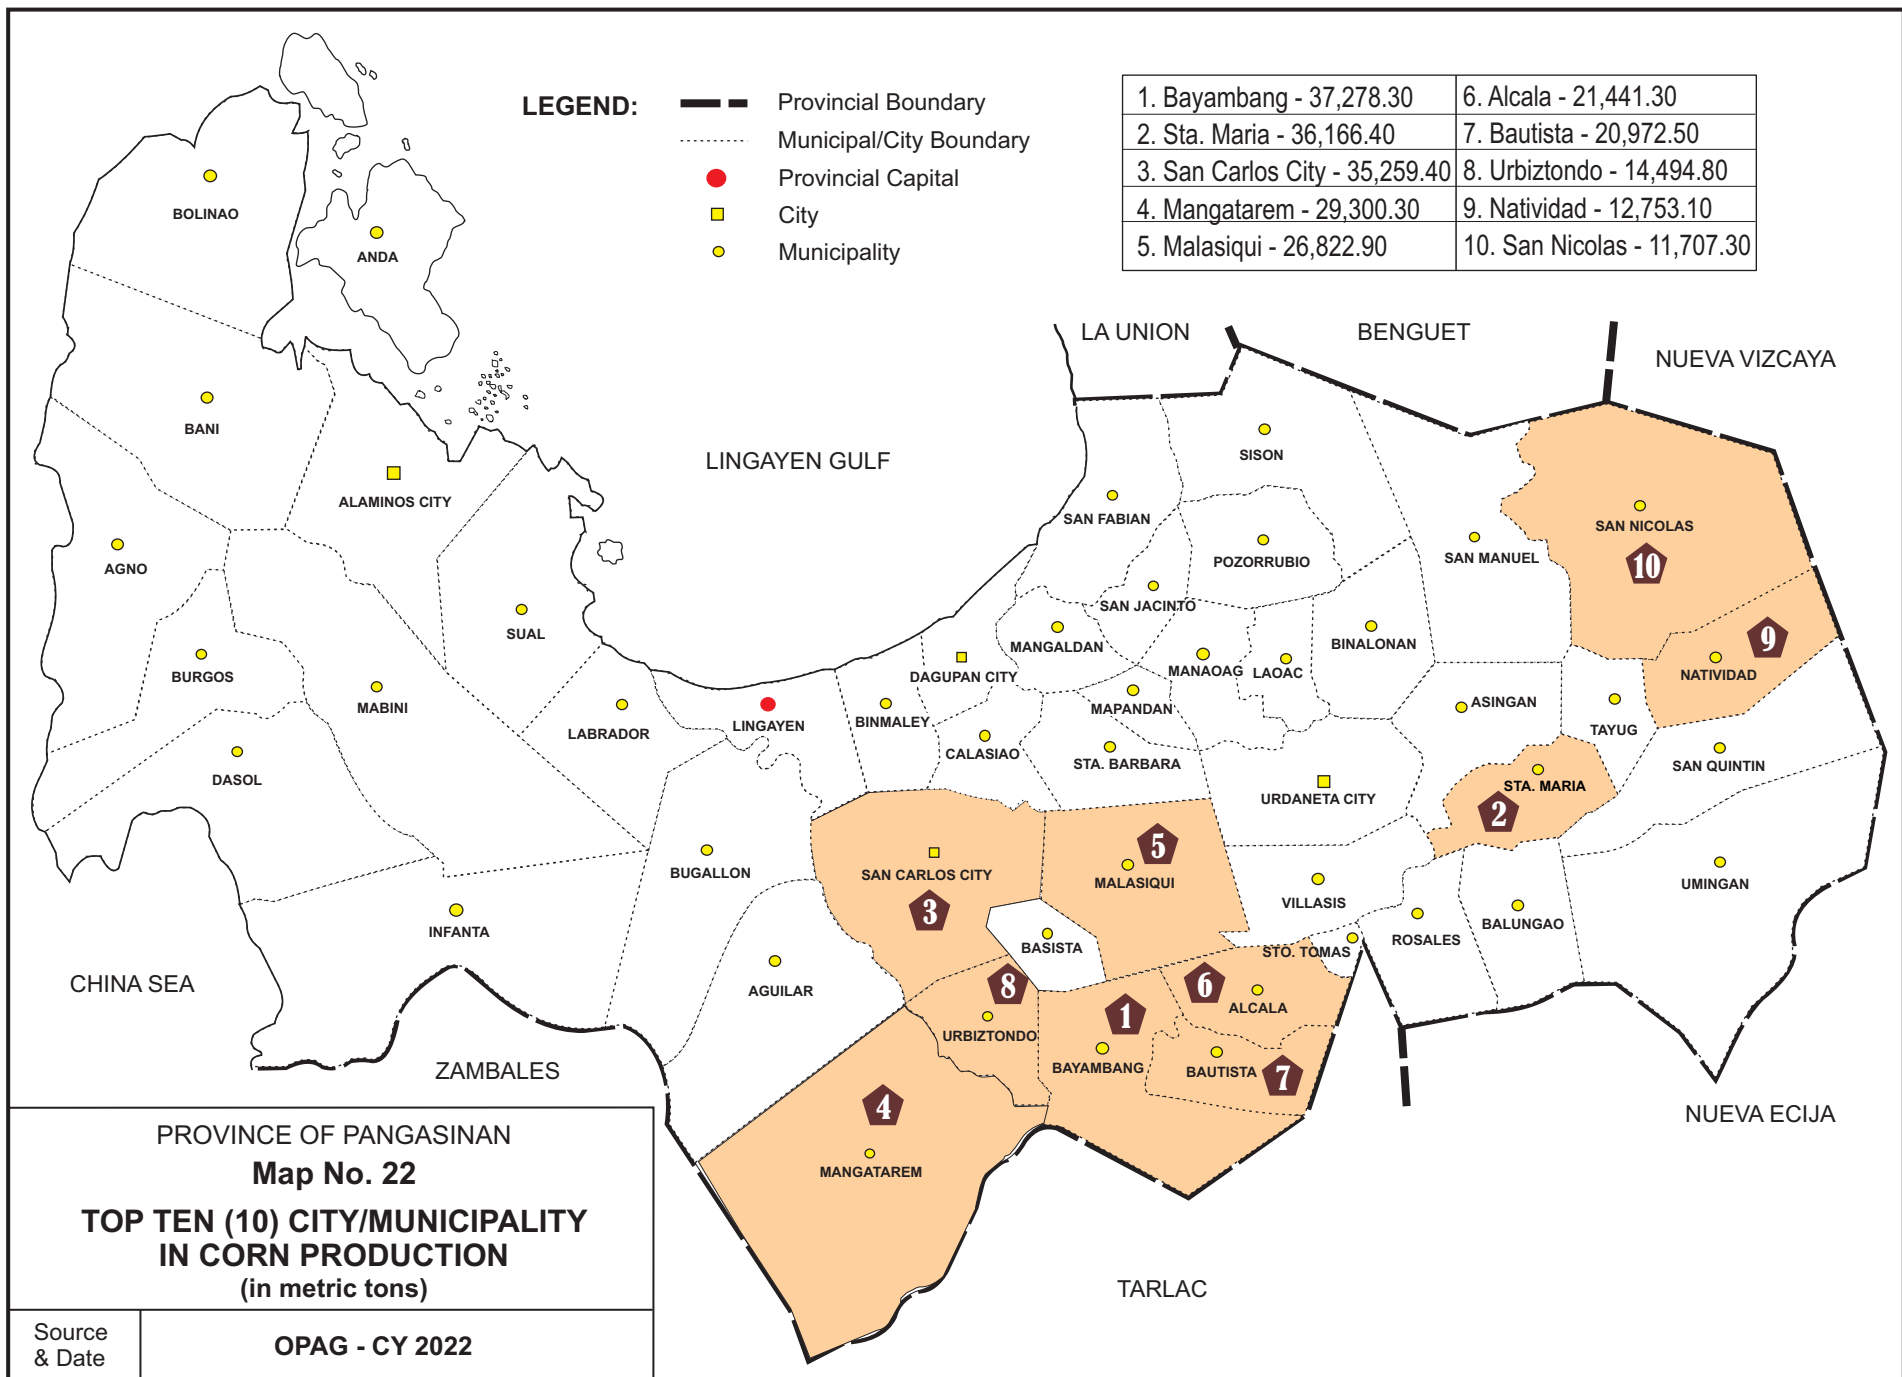 LEGEND:
Provincial Boundary
Municipal/City Boundary
Provincial Capital
City
Municipality
1. Bayambang - 37,278.30
6. Alcala - 21,441.30
2. Sta. Maria - 36,166.40
7. Bautista - 20,972.50
3. San Carlos City - 35,259.40
8. Urbiztondo - 14,494.80
4. Mangatarem - 29,300.30
9. Natividad - 12,753.10
5. Malasiqui - 26,822.90
10. San Nicolas - 11,707.30
BOLINAO
ANDA
LA UNION
BENGUET
NUEVA VIZCAYA
BANI
LINGAYEN GULF
SISON
ALAMINOS CITY
SAN FABIAN
SAN NICOLAS
10
AGNO
POZORRUBIO
SAN MANUEL
SAN JACINTO
SUAL
MANGALDAN
BINALONAN
9
BURGOS
DAGUPAN CITY
MANAOAG
LAOAC
NATIVIDAD
MABINI
LABRADOR
LINGAYEN
BINMALEY
MAPANDAN
ASINGAN
TAYUG
DASOL
CALASIAO
STA. BARBARA
SAN QUINTIN
URDANETA CITY
STA. MARIA
2
BUGALLON
SAN CARLOS CITY
3
5
MALASIQUI
VILLASIS
UMINGAN
INFANTA
BASISTA
STO. TOMAS
ROSALES
BALUNGAO
CHINA SEA
AGUILAR
8
URBIZTONDO
6
ALCALA
1
BAYAMBANG
BAUTISTA
7
ZAMBALES
4
MANGATAREM
NUEVA ECIJA
TARLAC
PROVINCE OF PANGASINAN
Map No. 22
TOP TEN (10) CITY/MUNICIPALITY
IN CORN PRODUCTION
(in metric tons)
Source
& Date
OPAG - CY 2022